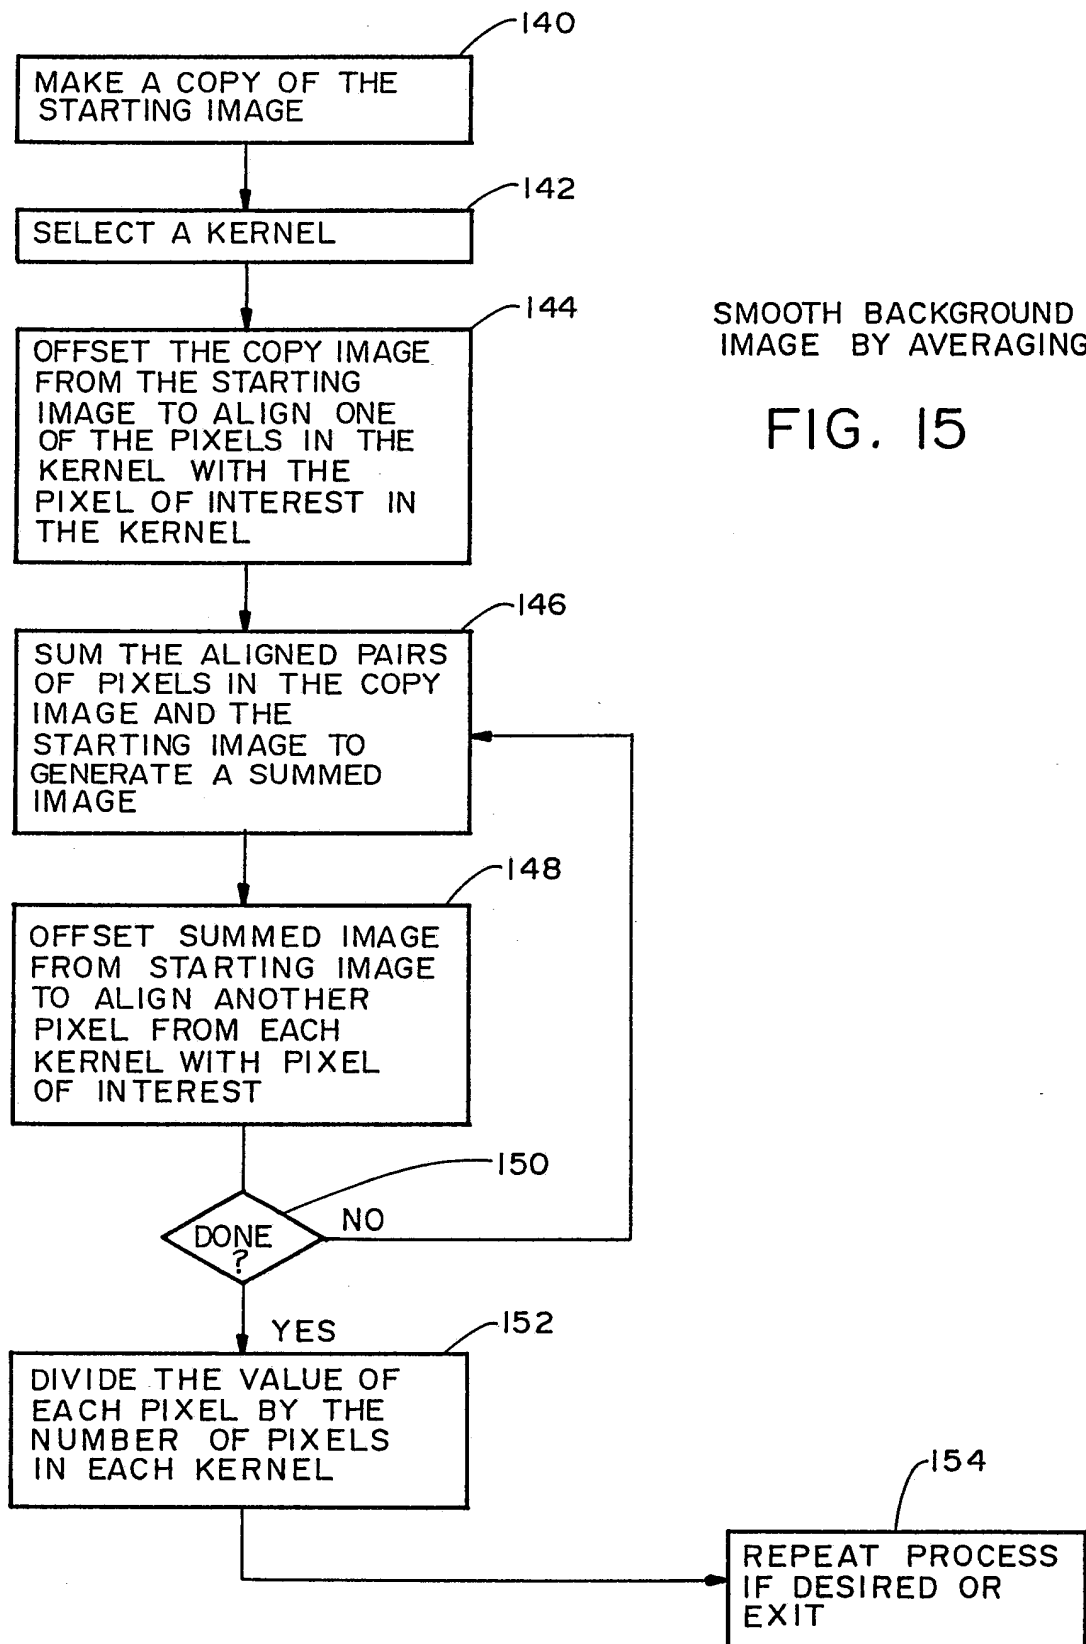 140
MAKE A COPY OF THE
STARTING IMAGE
142
SELECT A KERNEL
144
OFFSET THE COPY IMAGE
FROM THE STARTING
IMAGE TO ALIGN ONE
OF THE PIXELS IN THE
KERNEL WITH THE
PIXEL OF INTEREST IN
THE KERNEL
SMOOTH BACKGROUND
IMAGE BY AVERAGING
FIG. 15
146
SUM THE ALIGNED PAIRS
OF PIXELS IN THE COPY
IMAGE AND THE
STARTING IMAGE TO
GENERATE A SUMMED
IMAGE
148
OFFSET SUMMED IMAGE
FROM STARTING IMAGE
TO ALIGN ANOTHER
PIXEL FROM EACH
KERNEL WITH PIXEL
OF INTEREST
150
DONE
?
NO
YES
152
DIVIDE THE VALUE OF
EACH PIXEL BY THE
NUMBER OF PIXELS
IN EACH KERNEL
154
REPEAT PROCESS
IF DESIRED OR
EXIT